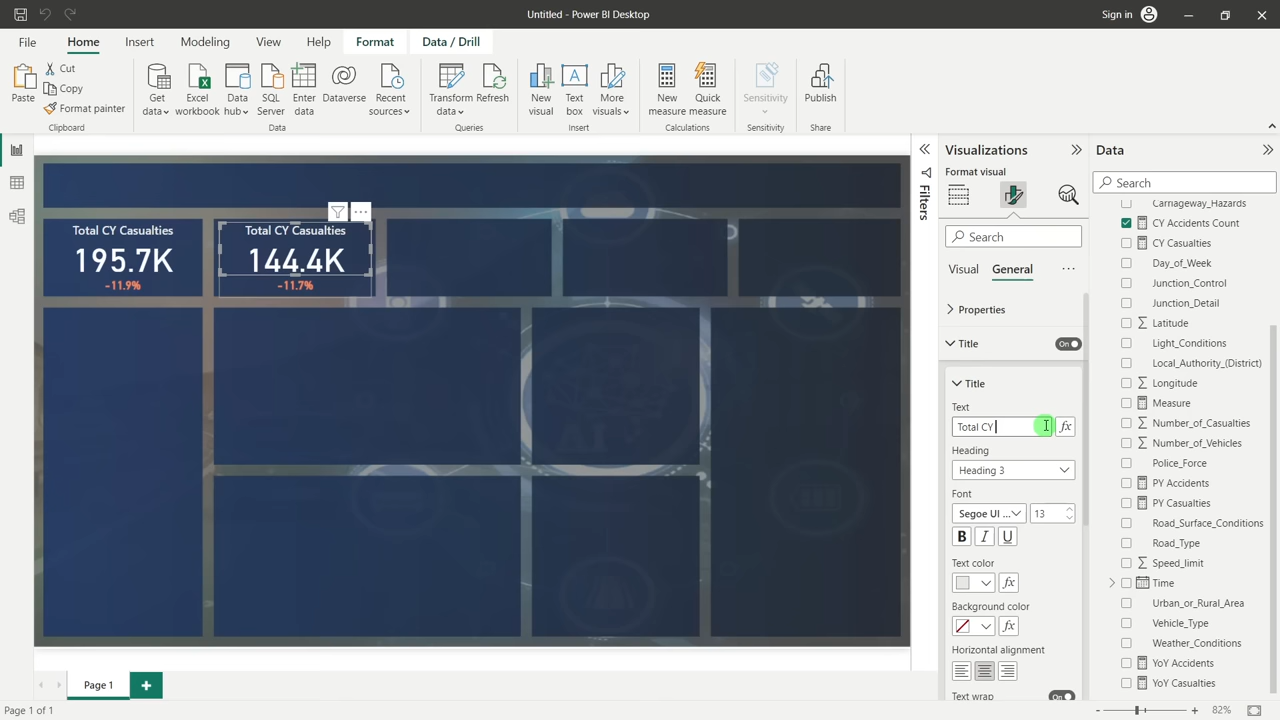 Untitled - Power BI Desktop
Sign in
File Home Insert Modeling View Help Format Data / Drill
Paste
Cut
Copy
Format painter
Get data
Excel workbook
Data hub
SQL Server
Enter data
Dataverse
Recent sources
Transform data
Refresh
New visual
Text box
More visuals
New measure
Quick measure
Sensitivity
Publish
Clipboard Data Queries Insert Calculations Sensitivity Share
Total CY Casualties
195.7K
-11.9%
Total CY Casualties
144.4K
-11.7%
Filters
Visualizations
Format visual
Search
Visual General
Properties
Title On
Title
Text
Total CY
fx
Heading
Heading 3
Font
Segoe UI ... 13
B I U
Text color
fx
Background color
fx
Horizontal alignment
Text wrap On
Data
Search
Carriageway_Hazards
CY Accidents Count
CY Casualties
Day_of_Week
Junction_Control
Junction_Detail
Latitude
Light_Conditions
Local_Authority_(District)
Longitude
Measure
Number_of_Casualties
Number_of_Vehicles
Police_Force
PY Accidents
PY Casualties
Road_Surface_Conditions
Road_Type
Speed_limit
Time
Urban_or_Rural_Area
Vehicle_Type
Weather_Conditions
YoY Accidents
YoY Casualties
Page 1
Page 1 of 1
82%